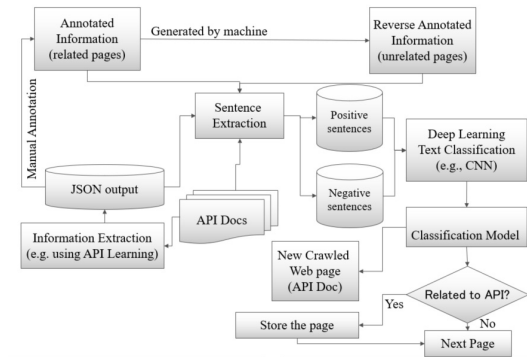 Annotated
Information
(related pages)
Generated by machine
Reverse Annotated
Information
(unrelated pages)
Manual Annotation
Sentence
Extraction
Positive
sentences
Negative
sentences
Deep Learning
Text Classification
(e.g., CNN)
JSON output
API Docs
Information Extraction
(e.g. using API Learning)
New Crawled
Web page
(API Doc)
Classification Model
Related to API?
Yes
No
Store the page
Next Page